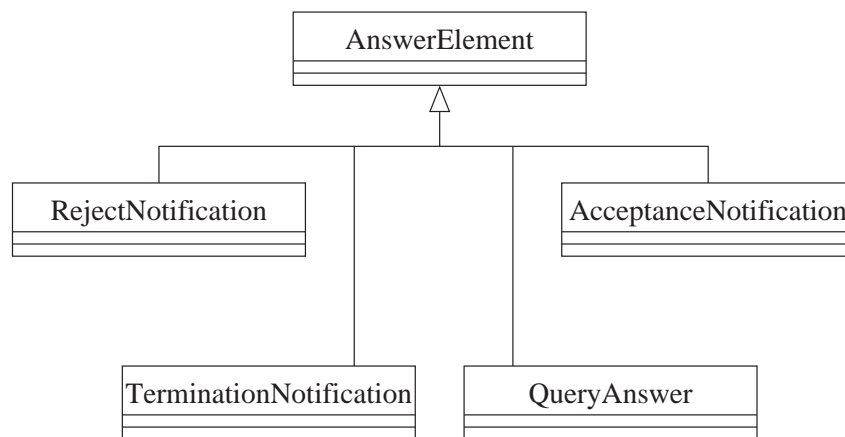 AnswerElement
RejectNotification
AcceptanceNotification
TerminationNotification
QueryAnswer